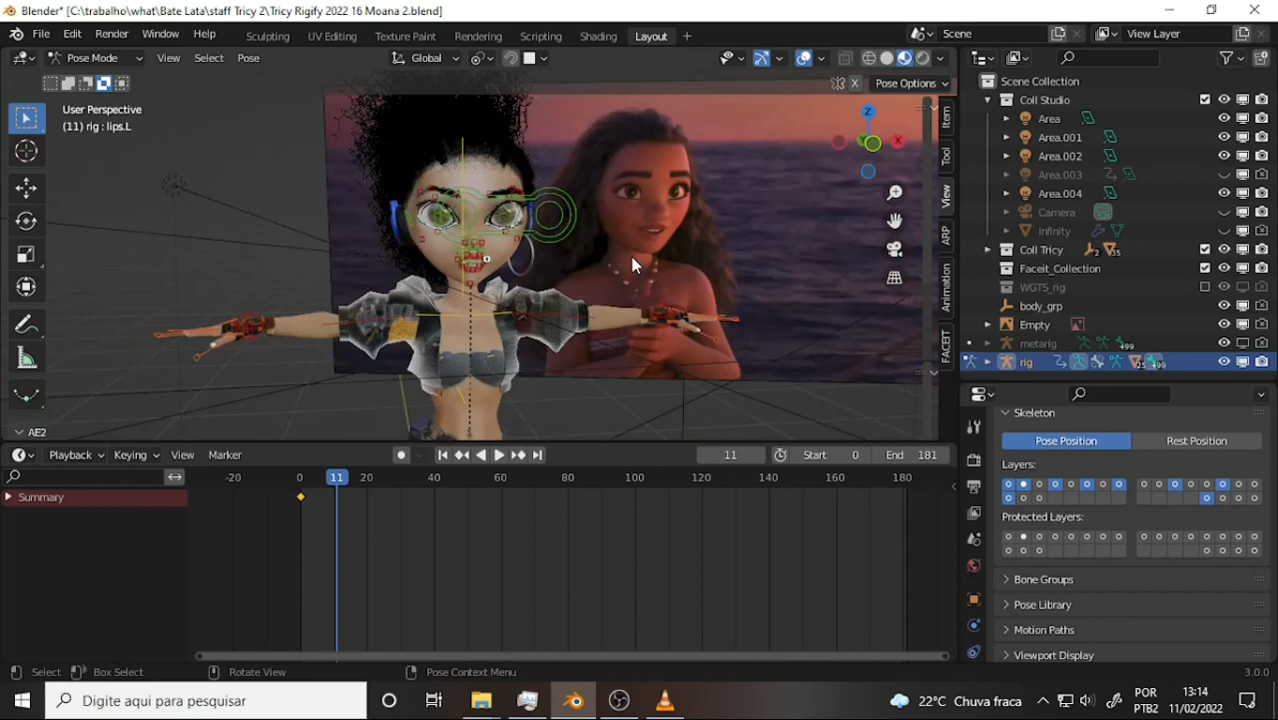 Blender* [C:\trabalho\what\Bate Lata\staff Tricy 2\Tricy Rigify 2022 16 Moana 2.blend]
File Edit Render Window Help Sculpting UV Editing Texture Paint Rendering Scripting Shading Layout + Scene View Layer
Pose Mode View Select Pose Global
X Pose Options
User Perspective
(11) rig : lips.L
Z
X
Y
Item
Tool
View
ARP
Animation
FACEIT
AE2
Scene Collection
Coll Studio
Area
Area.001
Area.002
Area.003
Area.004
Camera
Infinity
Coll Tricy 2 35
Faceit_Collection
WGTS_rig
body_grp
Empty
metarig +99
rig 25 +99
Skeleton
Pose Position Rest Position
Layers:
Protected Layers:
Bone Groups
Pose Library
Motion Paths
Viewport Display
Playback Keying View Marker 11 Start 0 End 181
-20 0 11 20 40 60 80 100 120 140 160 180
Summary
Select Box Select Rotate View Pose Context Menu 3.0.0
Digite aqui para pesquisar
22°C Chuva fraca
POR
PTB2
13:14
11/02/2022